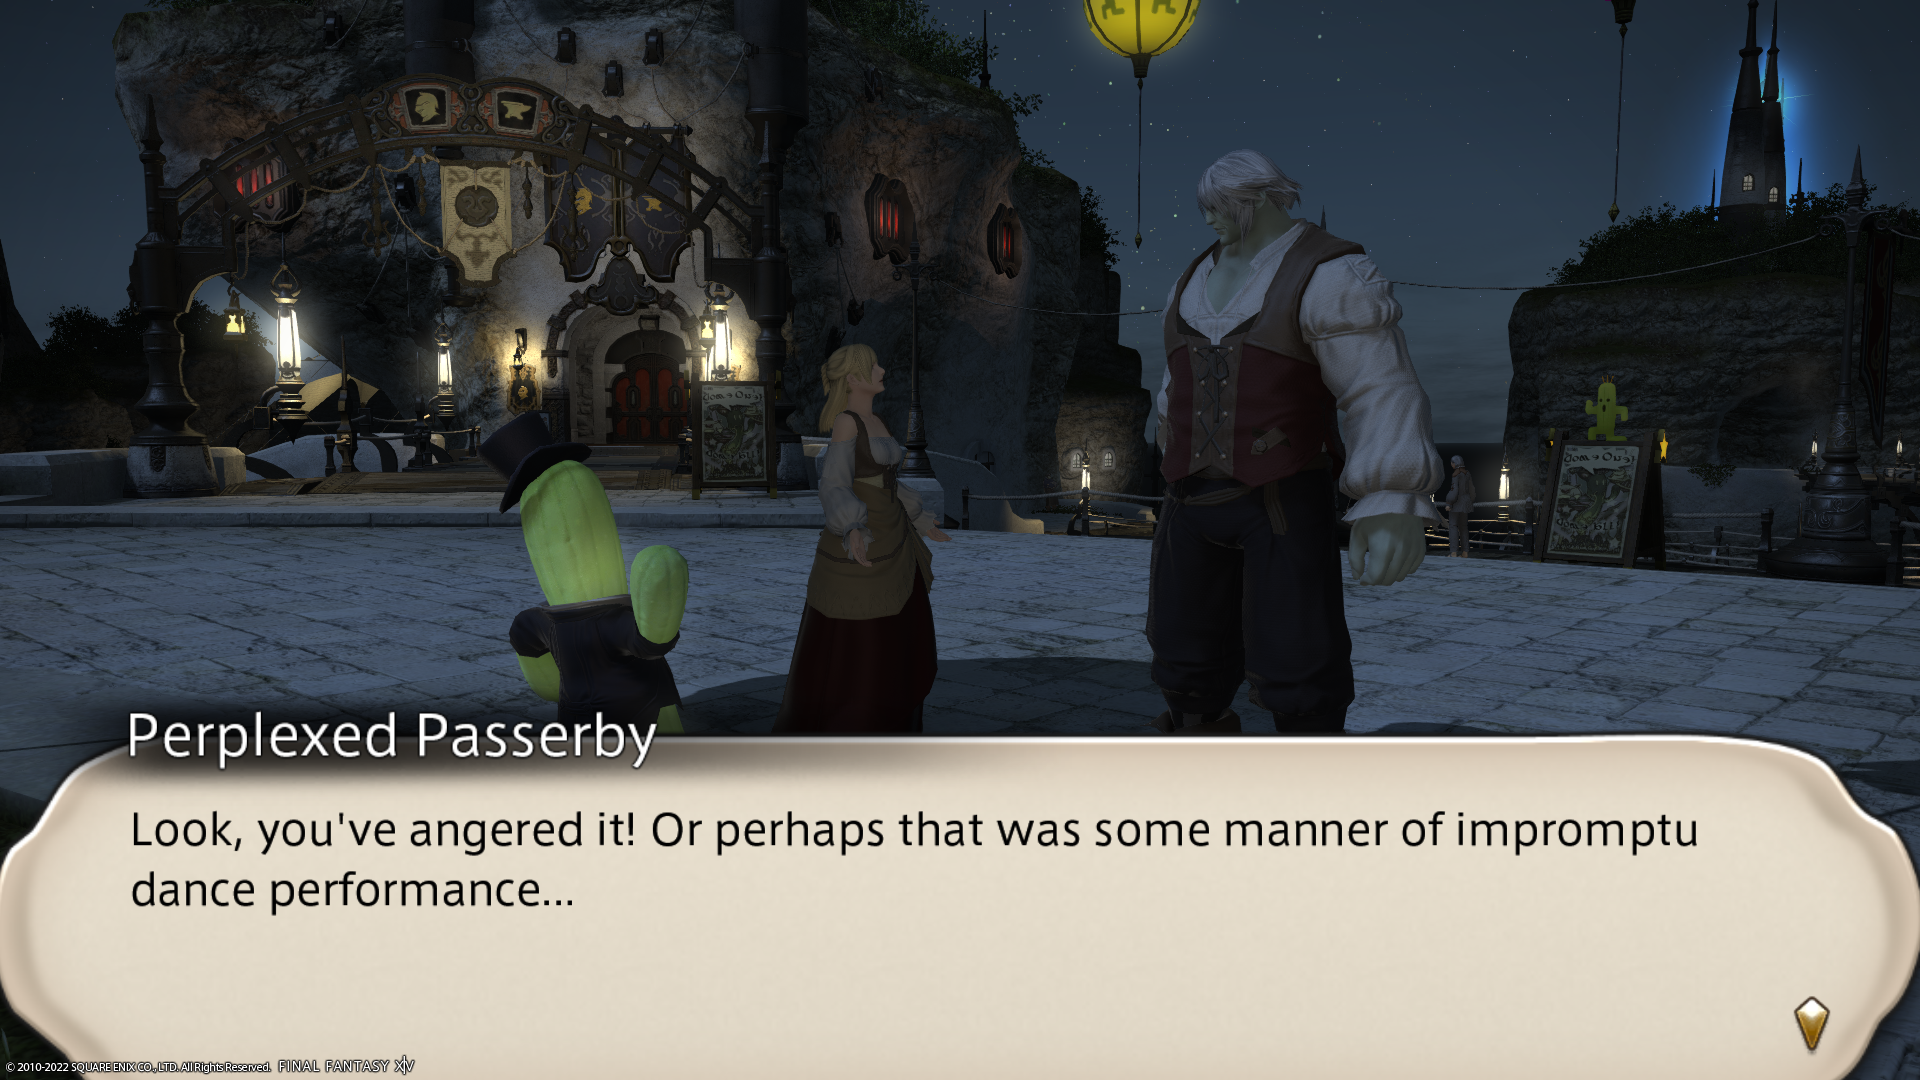 Perplexed Passerby
Look, you've angered it! Or perhaps that was some manner of impromptu
dance performance...
© 2010-2022 SQUARE ENIX CO., LTD. All Rights Reserved. FINAL FANTASY XIV